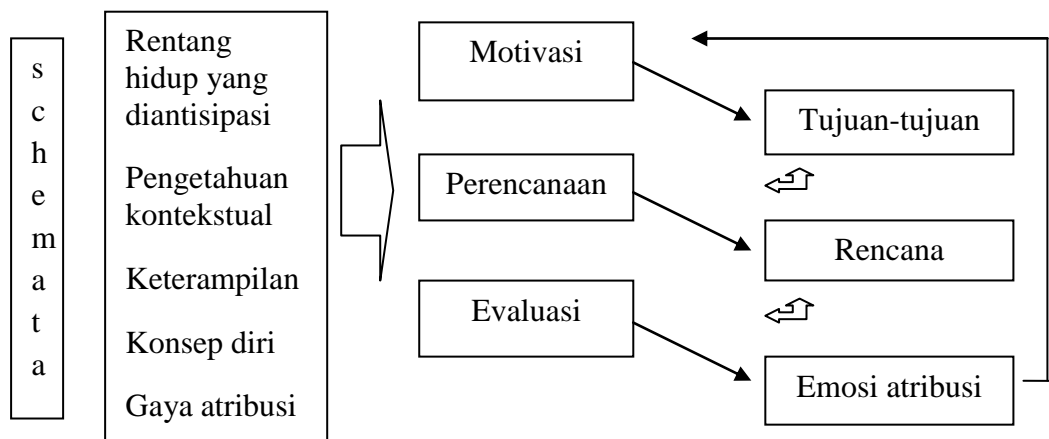 s
c
h
e
m
a
t
a
Rentang
hidup yang
diantisipasi
Pengetahuan
kontekstual
Keterampilan
Konsep diri
Gaya atribusi
Motivasi
Perencanaan
Evaluasi
Tujuan-tujuan
Rencana
Emosi atribusi